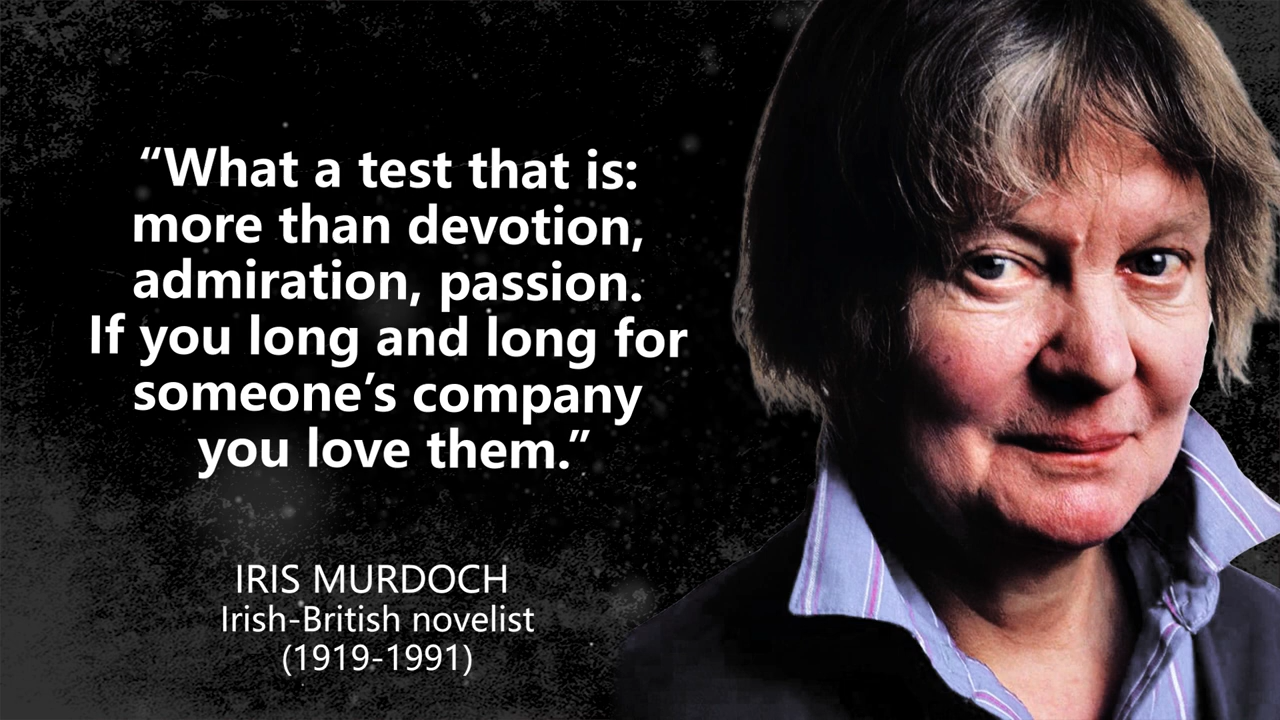 “What a test that is:
more than devotion,
admiration, passion.
If you long and long for
someone’s company
you love them.”
IRIS MURDOCH
Irish-British novelist
(1919-1991)